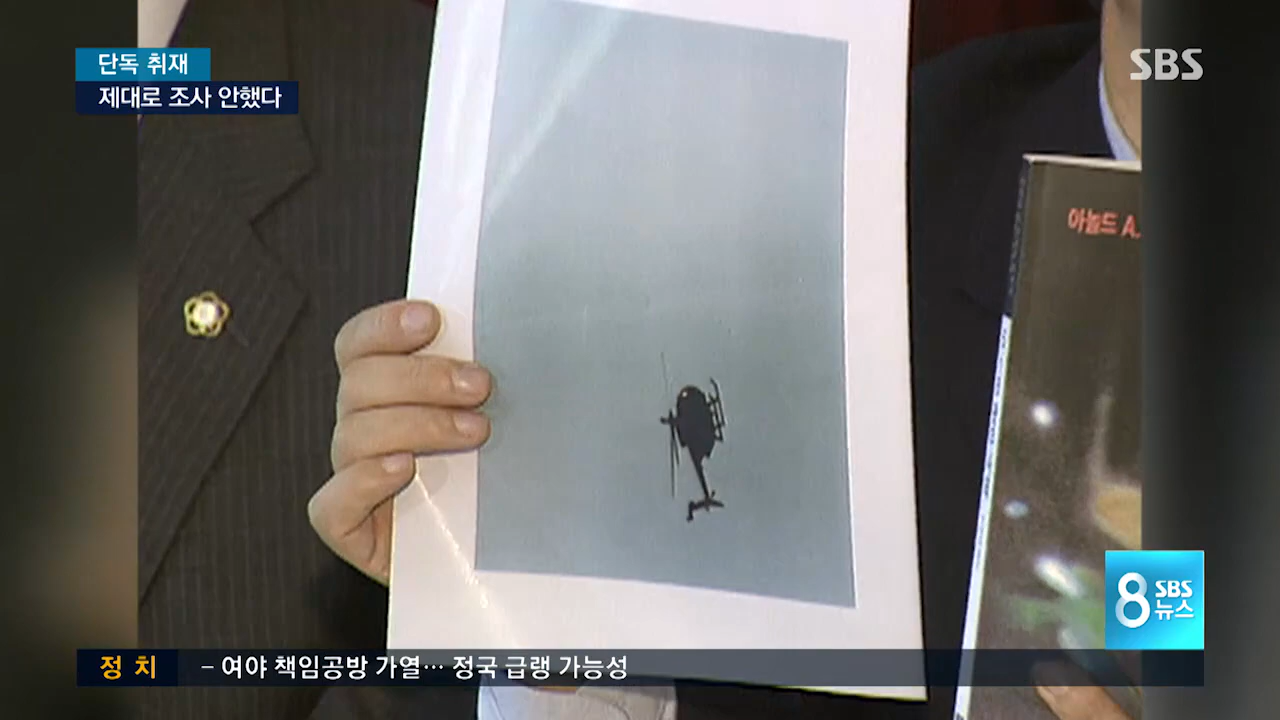 단독 취재
SBS
제대로 조사 안했다
아놀드 A.
8 SBS
뉴스
정 치
- 여야 책임공방 가열… 정국 급랭 가능성